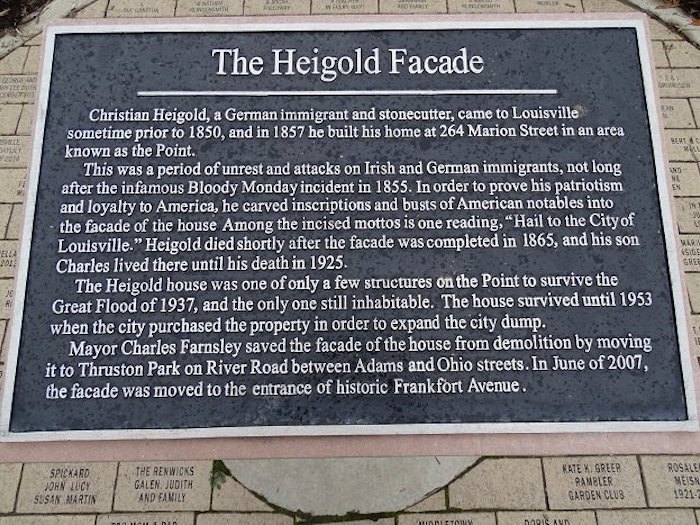 The Heigold Facade
Christian Heigold, a German immigrant and stonecutter, came to Louisville
sometime prior to 1850, and in 1857 he built his home at 264 Marion Street in an area
known as the Point.
This was a period of unrest and attacks on Irish and German immigrants, not long
after the infamous Bloody Monday incident in 1855. In order to prove his patriotism
and loyalty to America, he carved inscriptions and busts of American notables into
the facade of the house Among the incised mottos is one reading, “Hail to the City of
Louisville.” Heigold died shortly after the facade was completed in 1865, and his son
Charles lived there until his death in 1925.
The Heigold house was one of only a few structures on the Point to survive the
Great Flood of 1937, and the only one still inhabitable. The house survived until 1953
when the city purchased the property in order to expand the city dump.
Mayor Charles Farnsley saved the facade of the house from demolition by moving
it to Thruston Park on River Road between Adams and Ohio streets. In June of 2007,
the facade was moved to the entrance of historic Frankfort Avenue.
SPICKARD
JOHN LUCY
SUSAN MARTIN
THE RENWICKS
GALEN, JUDITH
AND FAMILY
KATE K. GREER
RAMBLER
GARDEN CLUB
ROSALE
MEISN
1921-2
MIDDLETOWN
DORIS AND